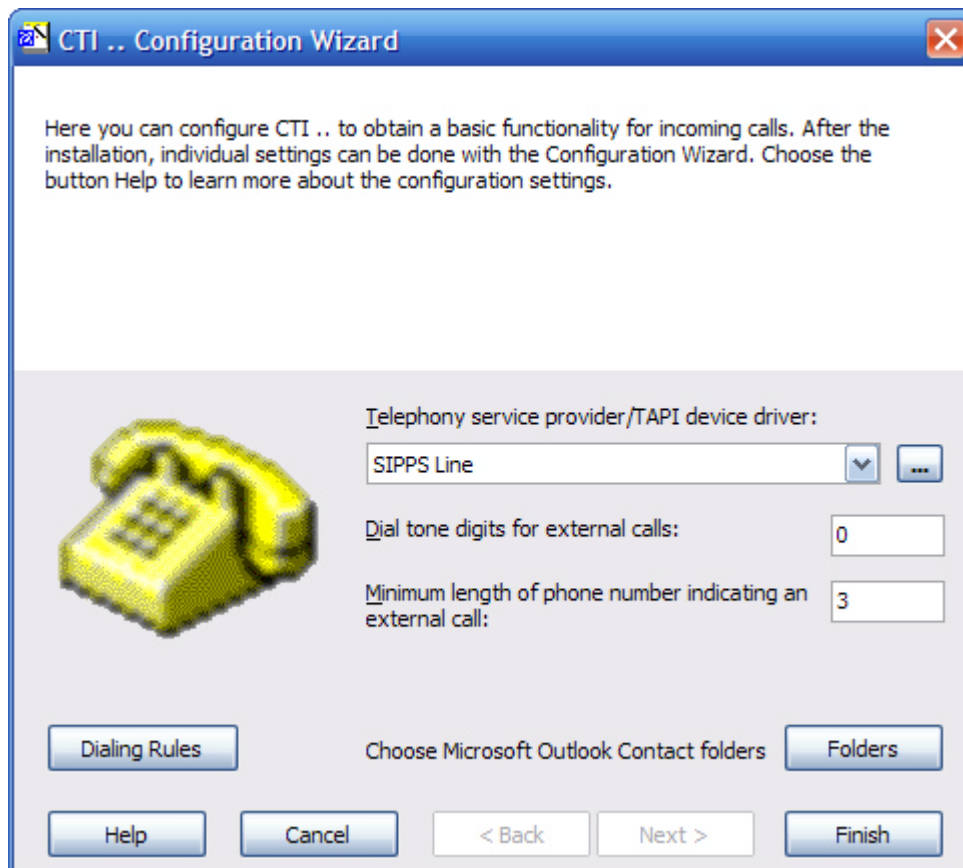 CTI .. Configuration Wizard
Here you can configure CTI .. to obtain a basic functionality for incoming calls. After the
installation, individual settings can be done with the Configuration Wizard. Choose the
button Help to learn more about the configuration settings.
Telephony service provider/TAPI device driver:
SIPPS Line
...
Dial tone digits for external calls:
0
Minimum length of phone number indicating an
external call:
3
Dialing Rules
Choose Microsoft Outlook Contact folders
Folders
Help
Cancel
< Back
Next >
Finish